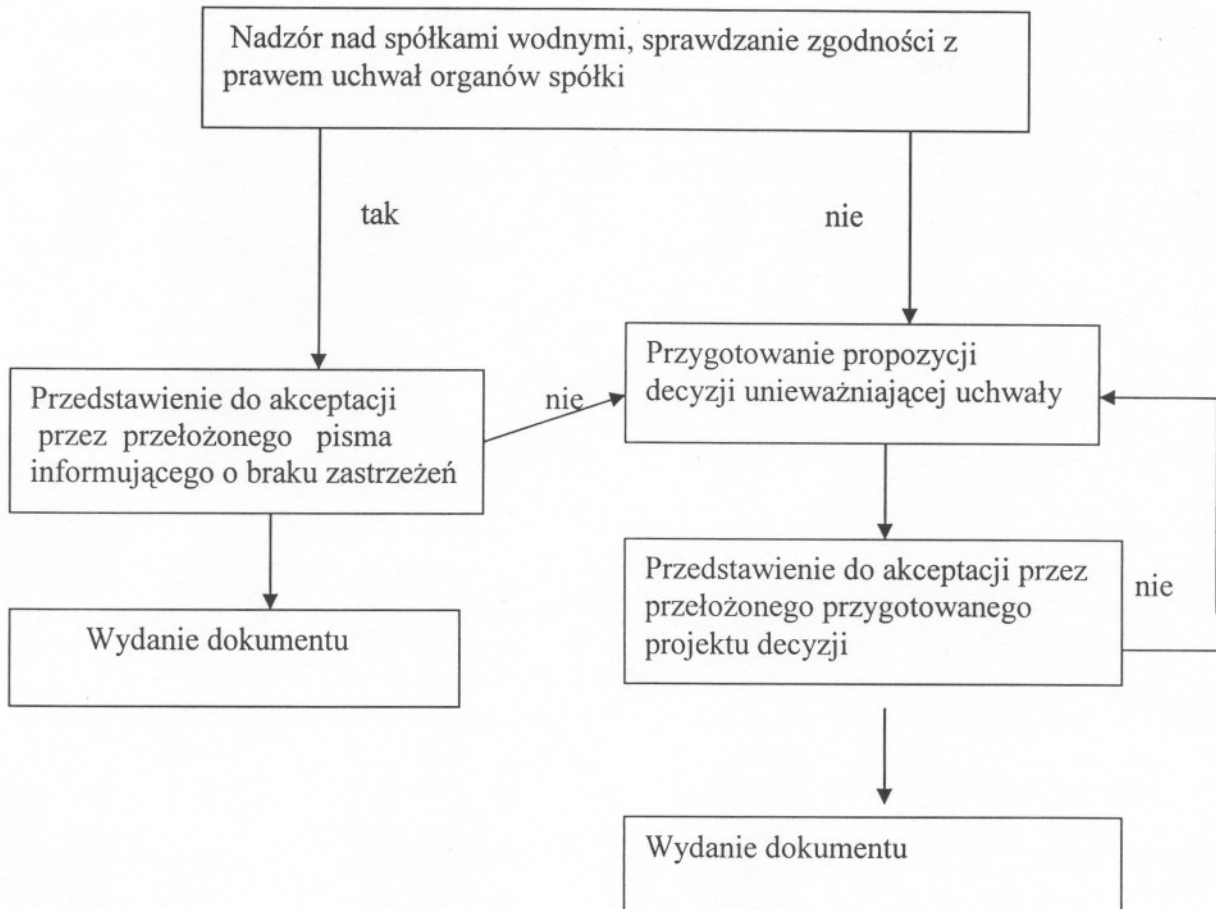 Nadzór nad spółkami wodnymi, sprawdzanie zgodności z
prawem uchwał organów spółki
tak
nie
Przedstawienie do akceptacji
przez przełożonego pisma
informującego o braku zastrzeżeń
nie
Przygotowanie propozycji
decyzji unieważniającej uchwały
Wydanie dokumentu
Przedstawienie do akceptacji przez
przełożonego przygotowanego
projektu decyzji
nie
Wydanie dokumentu